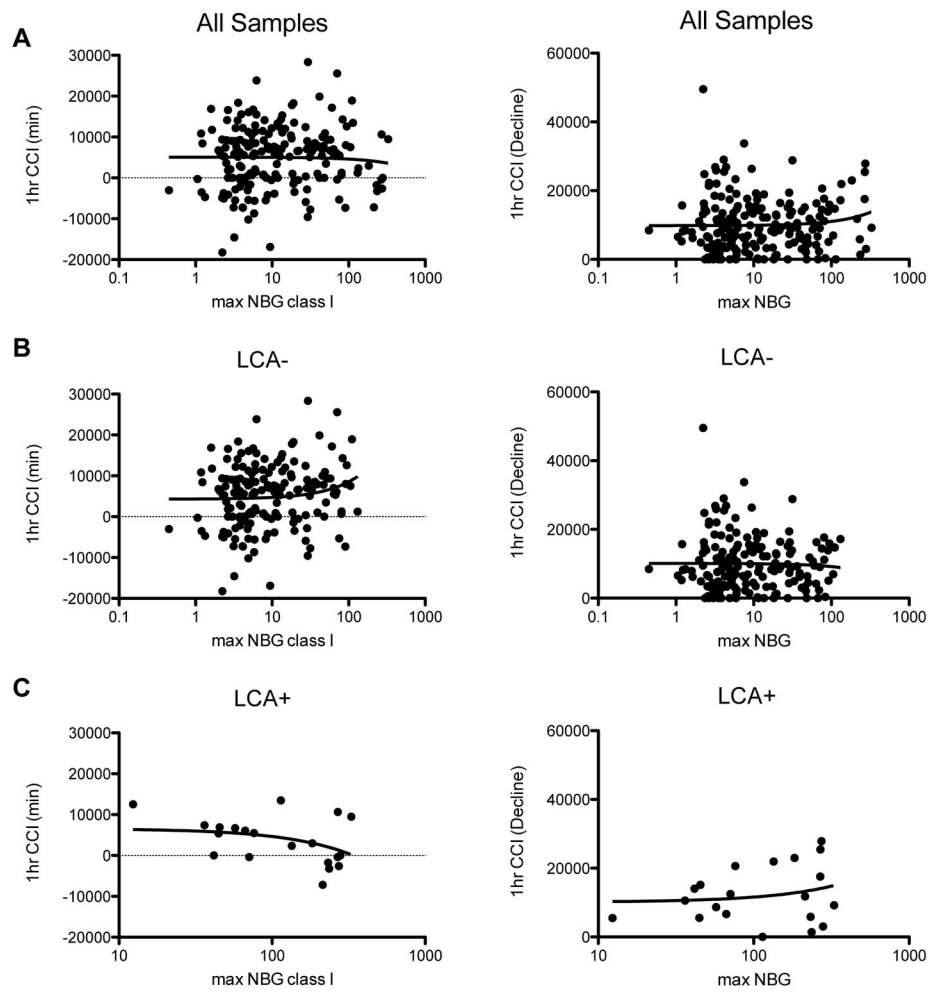 A
All Samples
1hr CCI (min)
30000
20000
10000
0
-10000
-20000
0.1 1 10 100 1000
max NBG class I
All Samples
1hr CCI (Decline)
60000
40000
20000
0
0.1 1 10 100 1000
max NBG
B
LCA-
1hr CCI (min)
30000
20000
10000
0
-10000
-20000
0.1 1 10 100 1000
max NBG class I
LCA-
1hr CCI (Decline)
60000
40000
20000
0
0.1 1 10 100 1000
max NBG
C
LCA+
1hr CCI (min)
30000
20000
10000
0
-10000
-20000
10 100 1000
max NBG class I
LCA+
1hr CCI (Decline)
60000
40000
20000
0
10 100 1000
max NBG